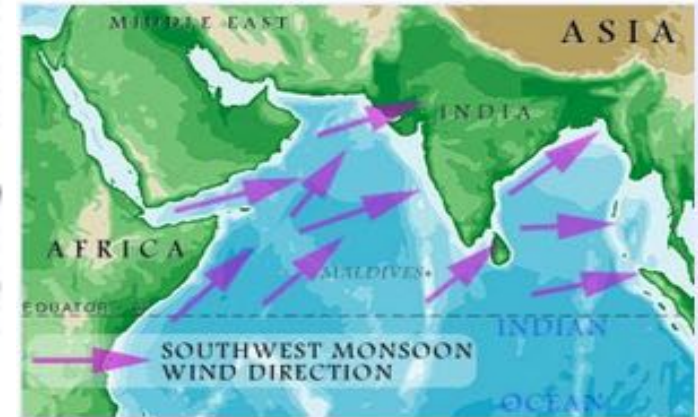 MIDDLE EAST
ASIA
INDIA
AFRICA
MALDIVES
EQUATOR
INDIAN
OCEAN
SOUTHWEST MONSOON
WIND DIRECTION